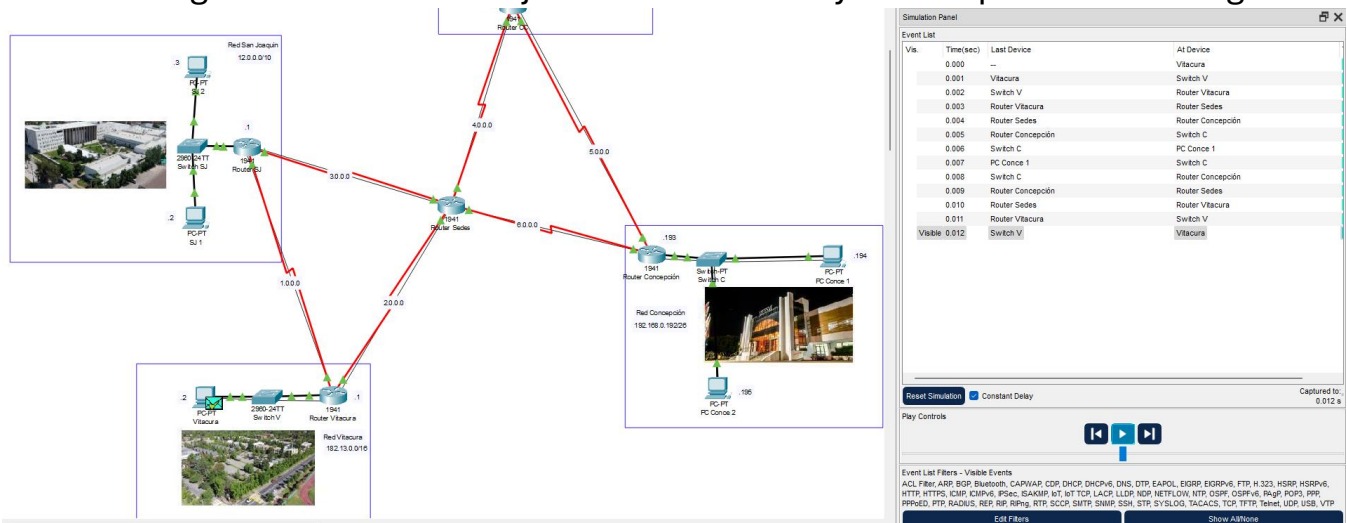 1941
Router CC
Red San Joaquin
12.0.0.0/10
.3
PC-PT
SJ 2
2960-24TT
Switch SJ
.1
1941
Router SJ
.2
PC-PT
SJ 1
3.0.0.0
4.0.0.0
5.0.0.0
6.0.0.0
1941
Router Sedes
1.0.0.0
2.0.0.0
.193
1941
Router Concepción
Switch-PT
Switch C
.194
PC-PT
PC Conce 1
Red Concepción
192.168.0.192/26
.195
PC-PT
PC Conce 2
.2
PC-PT
Vitacura
2960-24TT
Switch V
1941
Router Vitacura
.1
Red Vitacura
182.13.0.0/16
Simulation Panel
Event List
Vis. Time(sec) Last Device At Device
0.000 -- Vitacura
0.001 Vitacura Switch V
0.002 Switch V Router Vitacura
0.003 Router Vitacura Router Sedes
0.004 Router Sedes Router Concepción
0.005 Router Concepción Switch C
0.006 Switch C PC Conce 1
0.007 PC Conce 1 Switch C
0.008 Switch C Router Concepción
0.009 Router Concepción Router Sedes
0.010 Router Sedes Router Vitacura
0.011 Router Vitacura Switch V
Visible 0.012 Switch V Vitacura
Reset Simulation Constant Delay
Captured to:
0.012 s
Play Controls
Event List Filters - Visible Events
ACL Filter, ARP, BGP, Bluetooth, CAPWAP, CDP, DHCP, DHCPv6, DNS, DTP, EAPOL, EIGRP, EIGRPv6, FTP, H.323, HSRP, HSRPv6,
HTTP, HTTPS, ICMP, ICMPv6, IPSec, ISAKMP, IoT, IoT TCP, LACP, LLDP, NDP, NETFLOW, NTP, OSPF, OSPFv6, PAgP, POP3, PPP,
PPPoED, PTP, RADIUS, REP, RIP, RIPng, RTP, SCCP, SMTP, SNMP, SSH, STP, SYSLOG, TACACS, TCP, TFTP, Telnet, UDP, USB, VTP
Edit Filters Show All/None